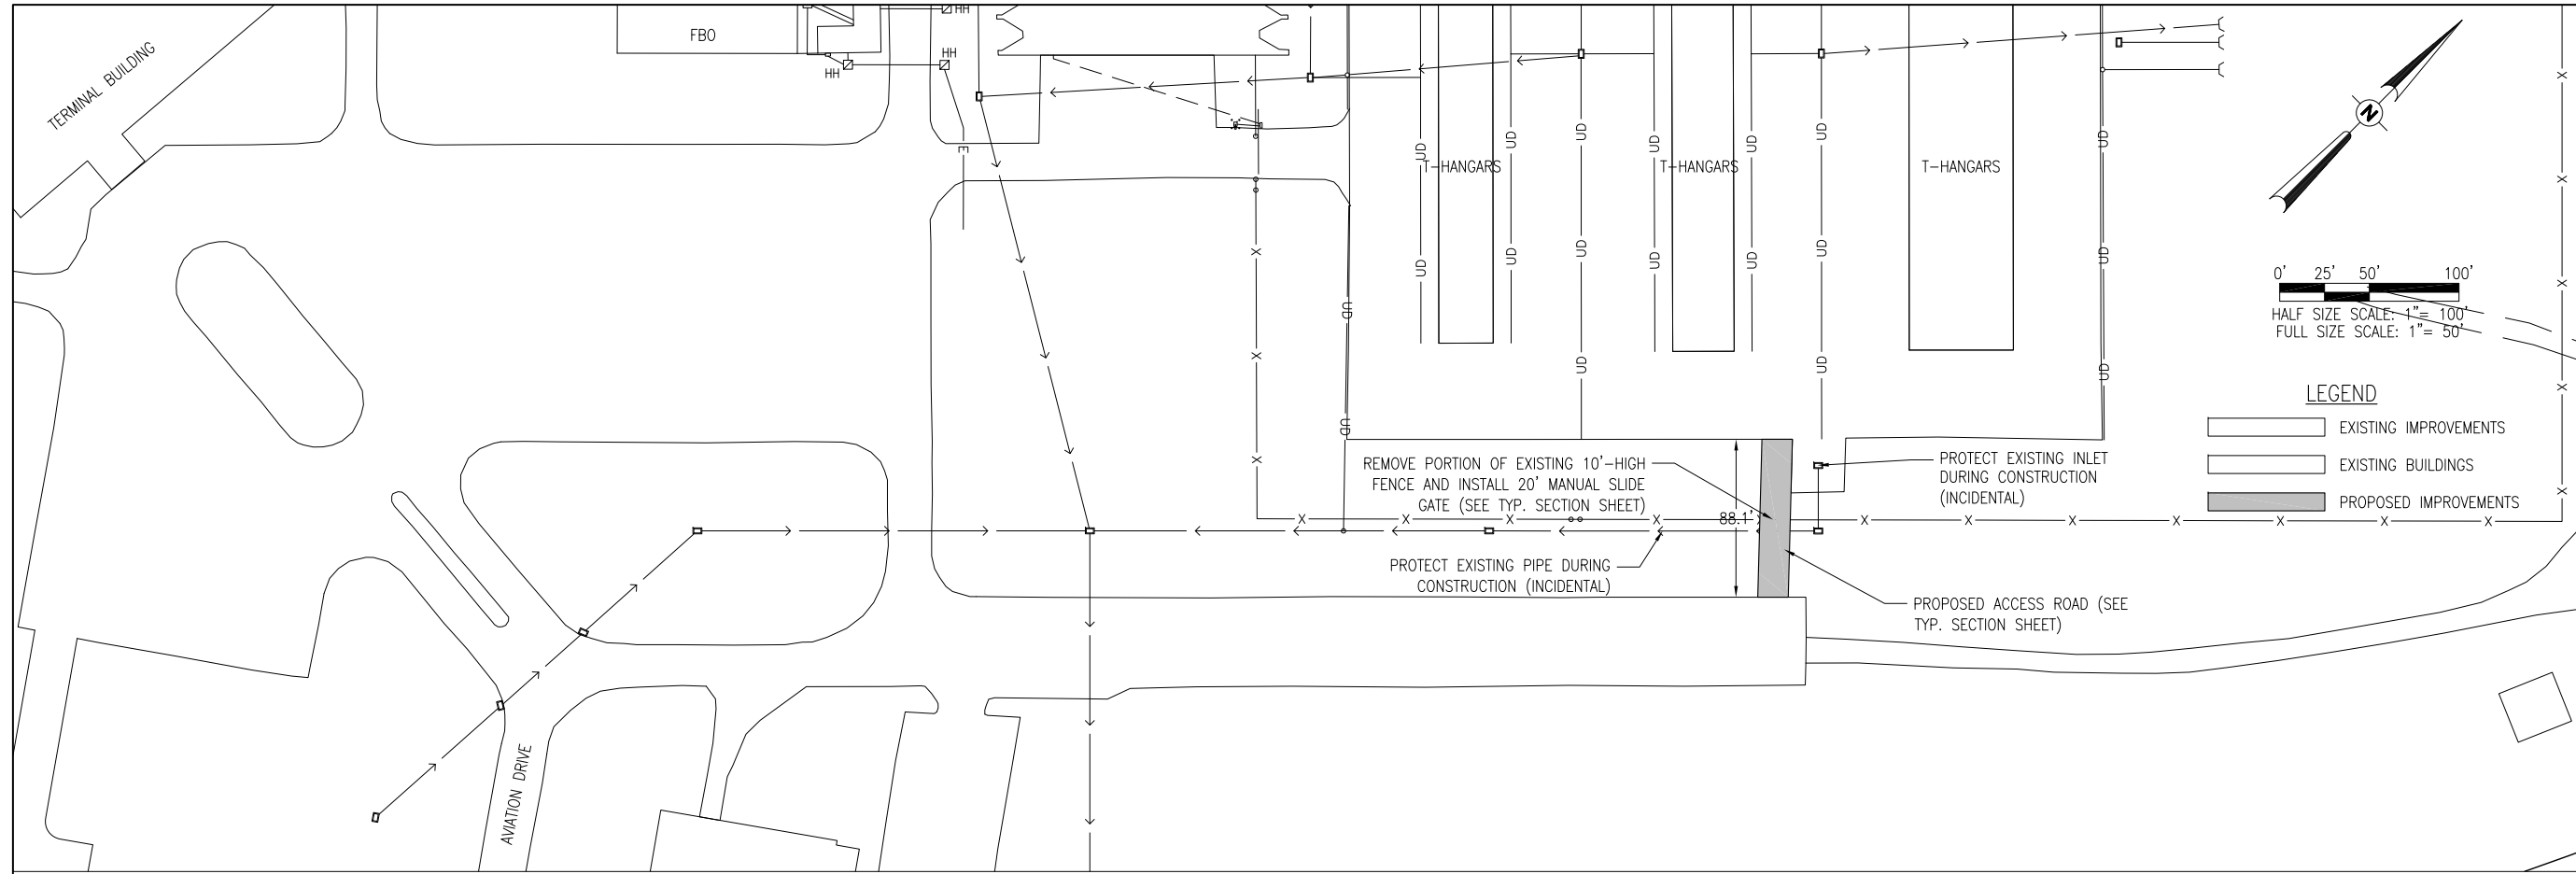 TERMINAL BUILDING
FBO
HH
HH
HH
E
UD
UD
UD
UD
UD
UD
UD
UD
T-HANGARS
T-HANGARS
T-HANGARS
UD
UD
UD
UD
UD
UD
UD
UD
UD
UD
UD
UD
N
0' 25' 50' 100'
HALF SIZE SCALE: 1"= 100'
FULL SIZE SCALE: 1"= 50'
LEGEND
EXISTING IMPROVEMENTS
EXISTING BUILDINGS
PROPOSED IMPROVEMENTS
REMOVE PORTION OF EXISTING 10'-HIGH
FENCE AND INSTALL 20' MANUAL SLIDE
GATE (SEE TYP. SECTION SHEET)
88.1'
PROTECT EXISTING INLET
DURING CONSTRUCTION
(INCIDENTAL)
PROTECT EXISTING PIPE DURING
CONSTRUCTION (INCIDENTAL)
PROPOSED ACCESS ROAD (SEE
TYP. SECTION SHEET)
AVIATION DRIVE